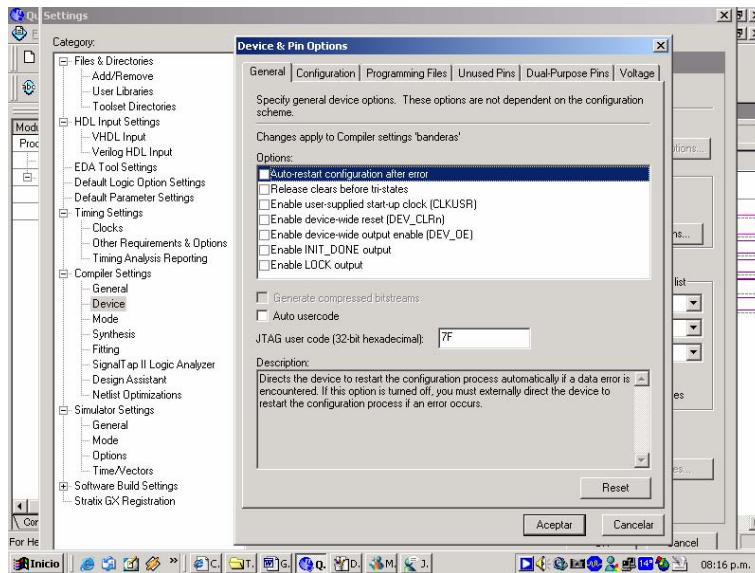 Qu
Settings
Category:
Files & Directories
Add/Remove
User Libraries
Toolset Directories
HDL Input Settings
VHDL Input
Verilog HDL Input
EDA Tool Settings
Default Logic Option Settings
Default Parameter Settings
Timing Settings
Clocks
Other Requirements & Options
Timing Analysis Reporting
Compiler Settings
General
Device
Mode
Synthesis
Fitting
SignalTap II Logic Analyzer
Design Assistant
Netlist Optimizations
Simulator Settings
General
Mode
Options
Time/Vectors
Software Build Settings
Stratix GX Registration
Device & Pin Options
General Configuration Programming Files Unused Pins Dual-Purpose Pins Voltage
Specify general device options. These options are not dependent on the configuration
scheme.
Changes apply to Compiler settings 'banderas'
Options:
Auto-restart configuration after error
Release clears before tri-states
Enable user-supplied start-up clock (CLKUSR)
Enable device-wide reset (DEV_CLRn)
Enable device-wide output enable (DEV_OE)
Enable INIT_DONE output
Enable LOCK output
Generate compressed bitstreams
Auto usercode
JTAG user code (32-bit hexadecimal): 7F
Description:
Directs the device to restart the configuration process automatically if a data error is
encountered. If this option is turned off, you must externally direct the device to
restart the configuration process if an error occurs.
Reset
Aceptar Cancelar
For He
Inicio
C. T. G. Q. D. M. J.
08:16 p.m.